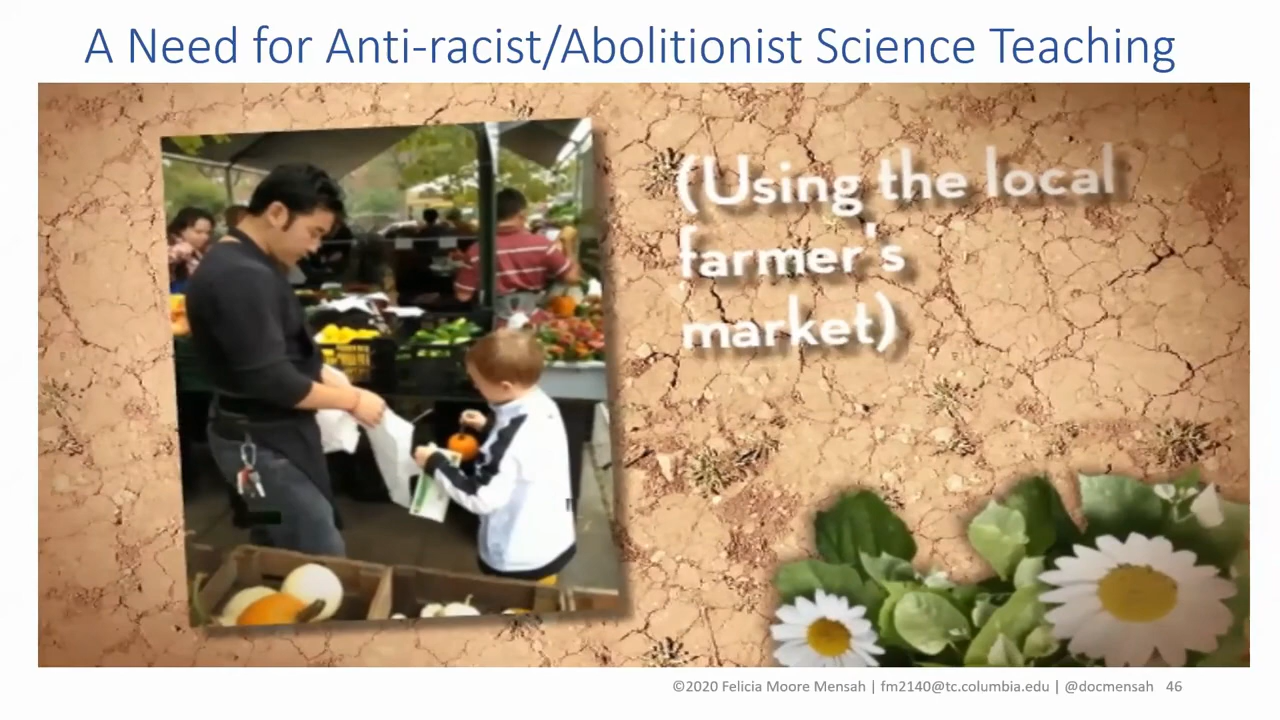 A Need for Anti-racist/Abolitionist Science Teaching
(Using the local
farmer's
market)
©2020 Felicia Moore Mensah | fm2140@tc.columbia.edu | @docmensah 46